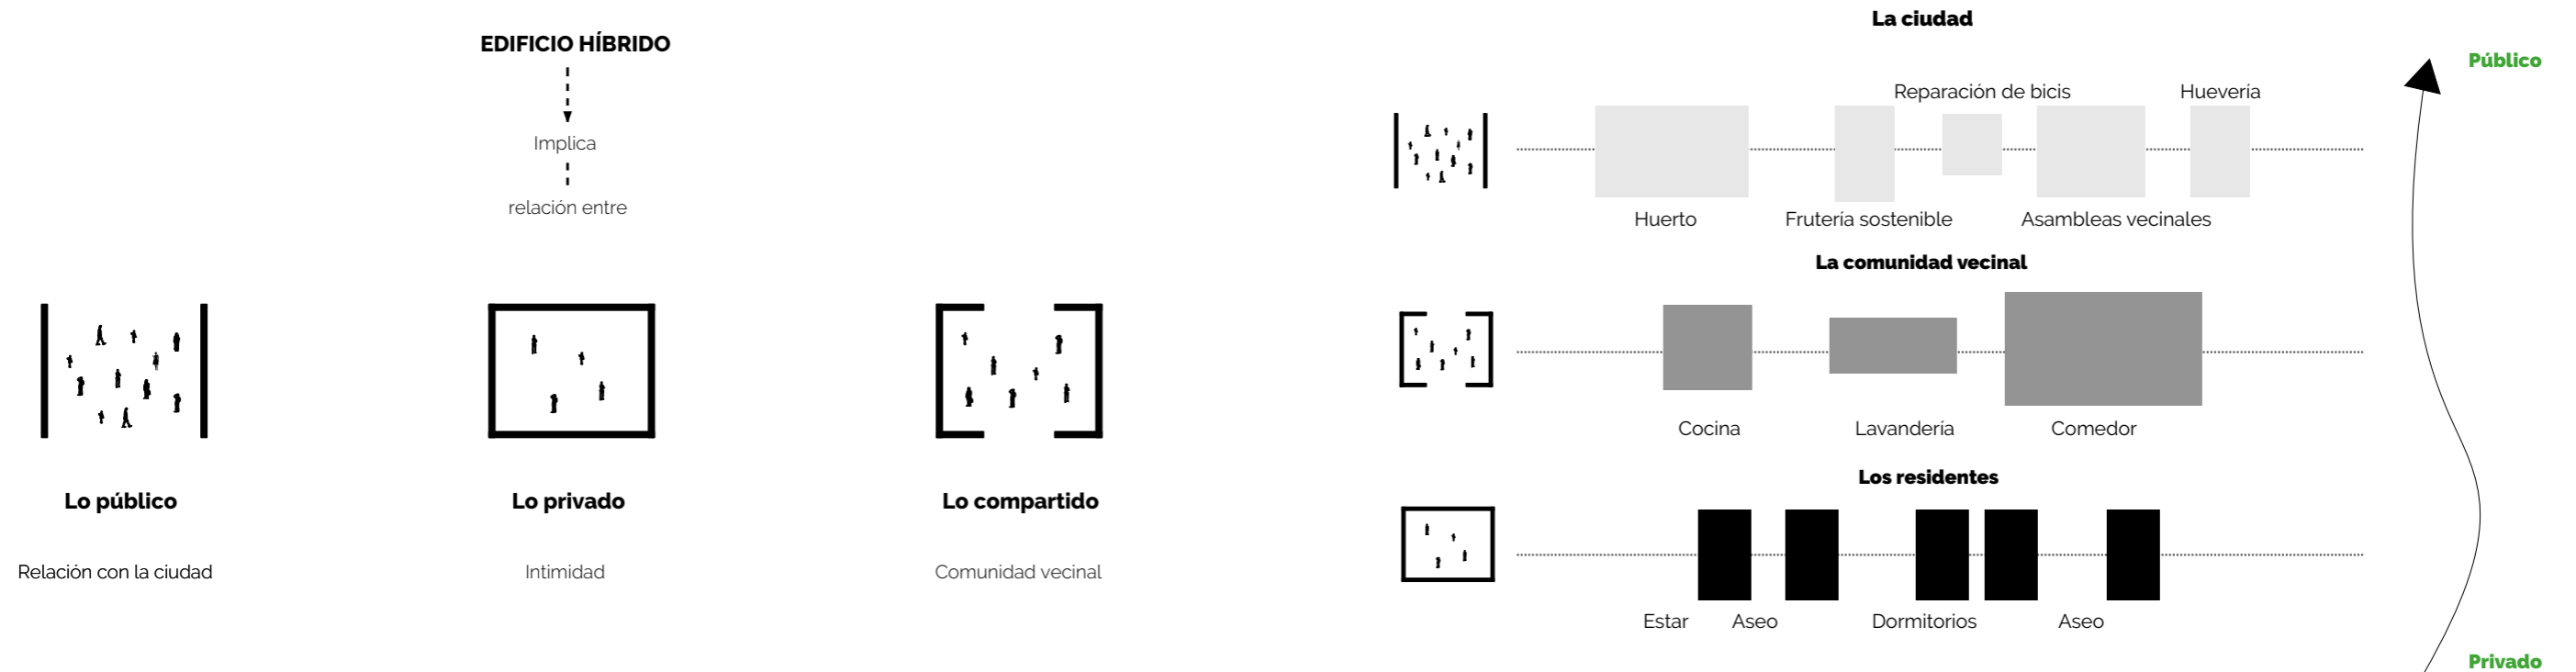 EDIFICIO HÍBRIDO
Implica
relación entre
Lo público
Lo privado
Lo compartido
Relación con la ciudad
Intimidad
Comunidad vecinal
La ciudad
Público
Reparación de bicis
Huevería
Huerto
Frutería sostenible
Asambleas vecinales
La comunidad vecinal
Cocina
Lavandería
Comedor
Los residentes
Estar
Aseo
Dormitorios
Aseo
Privado